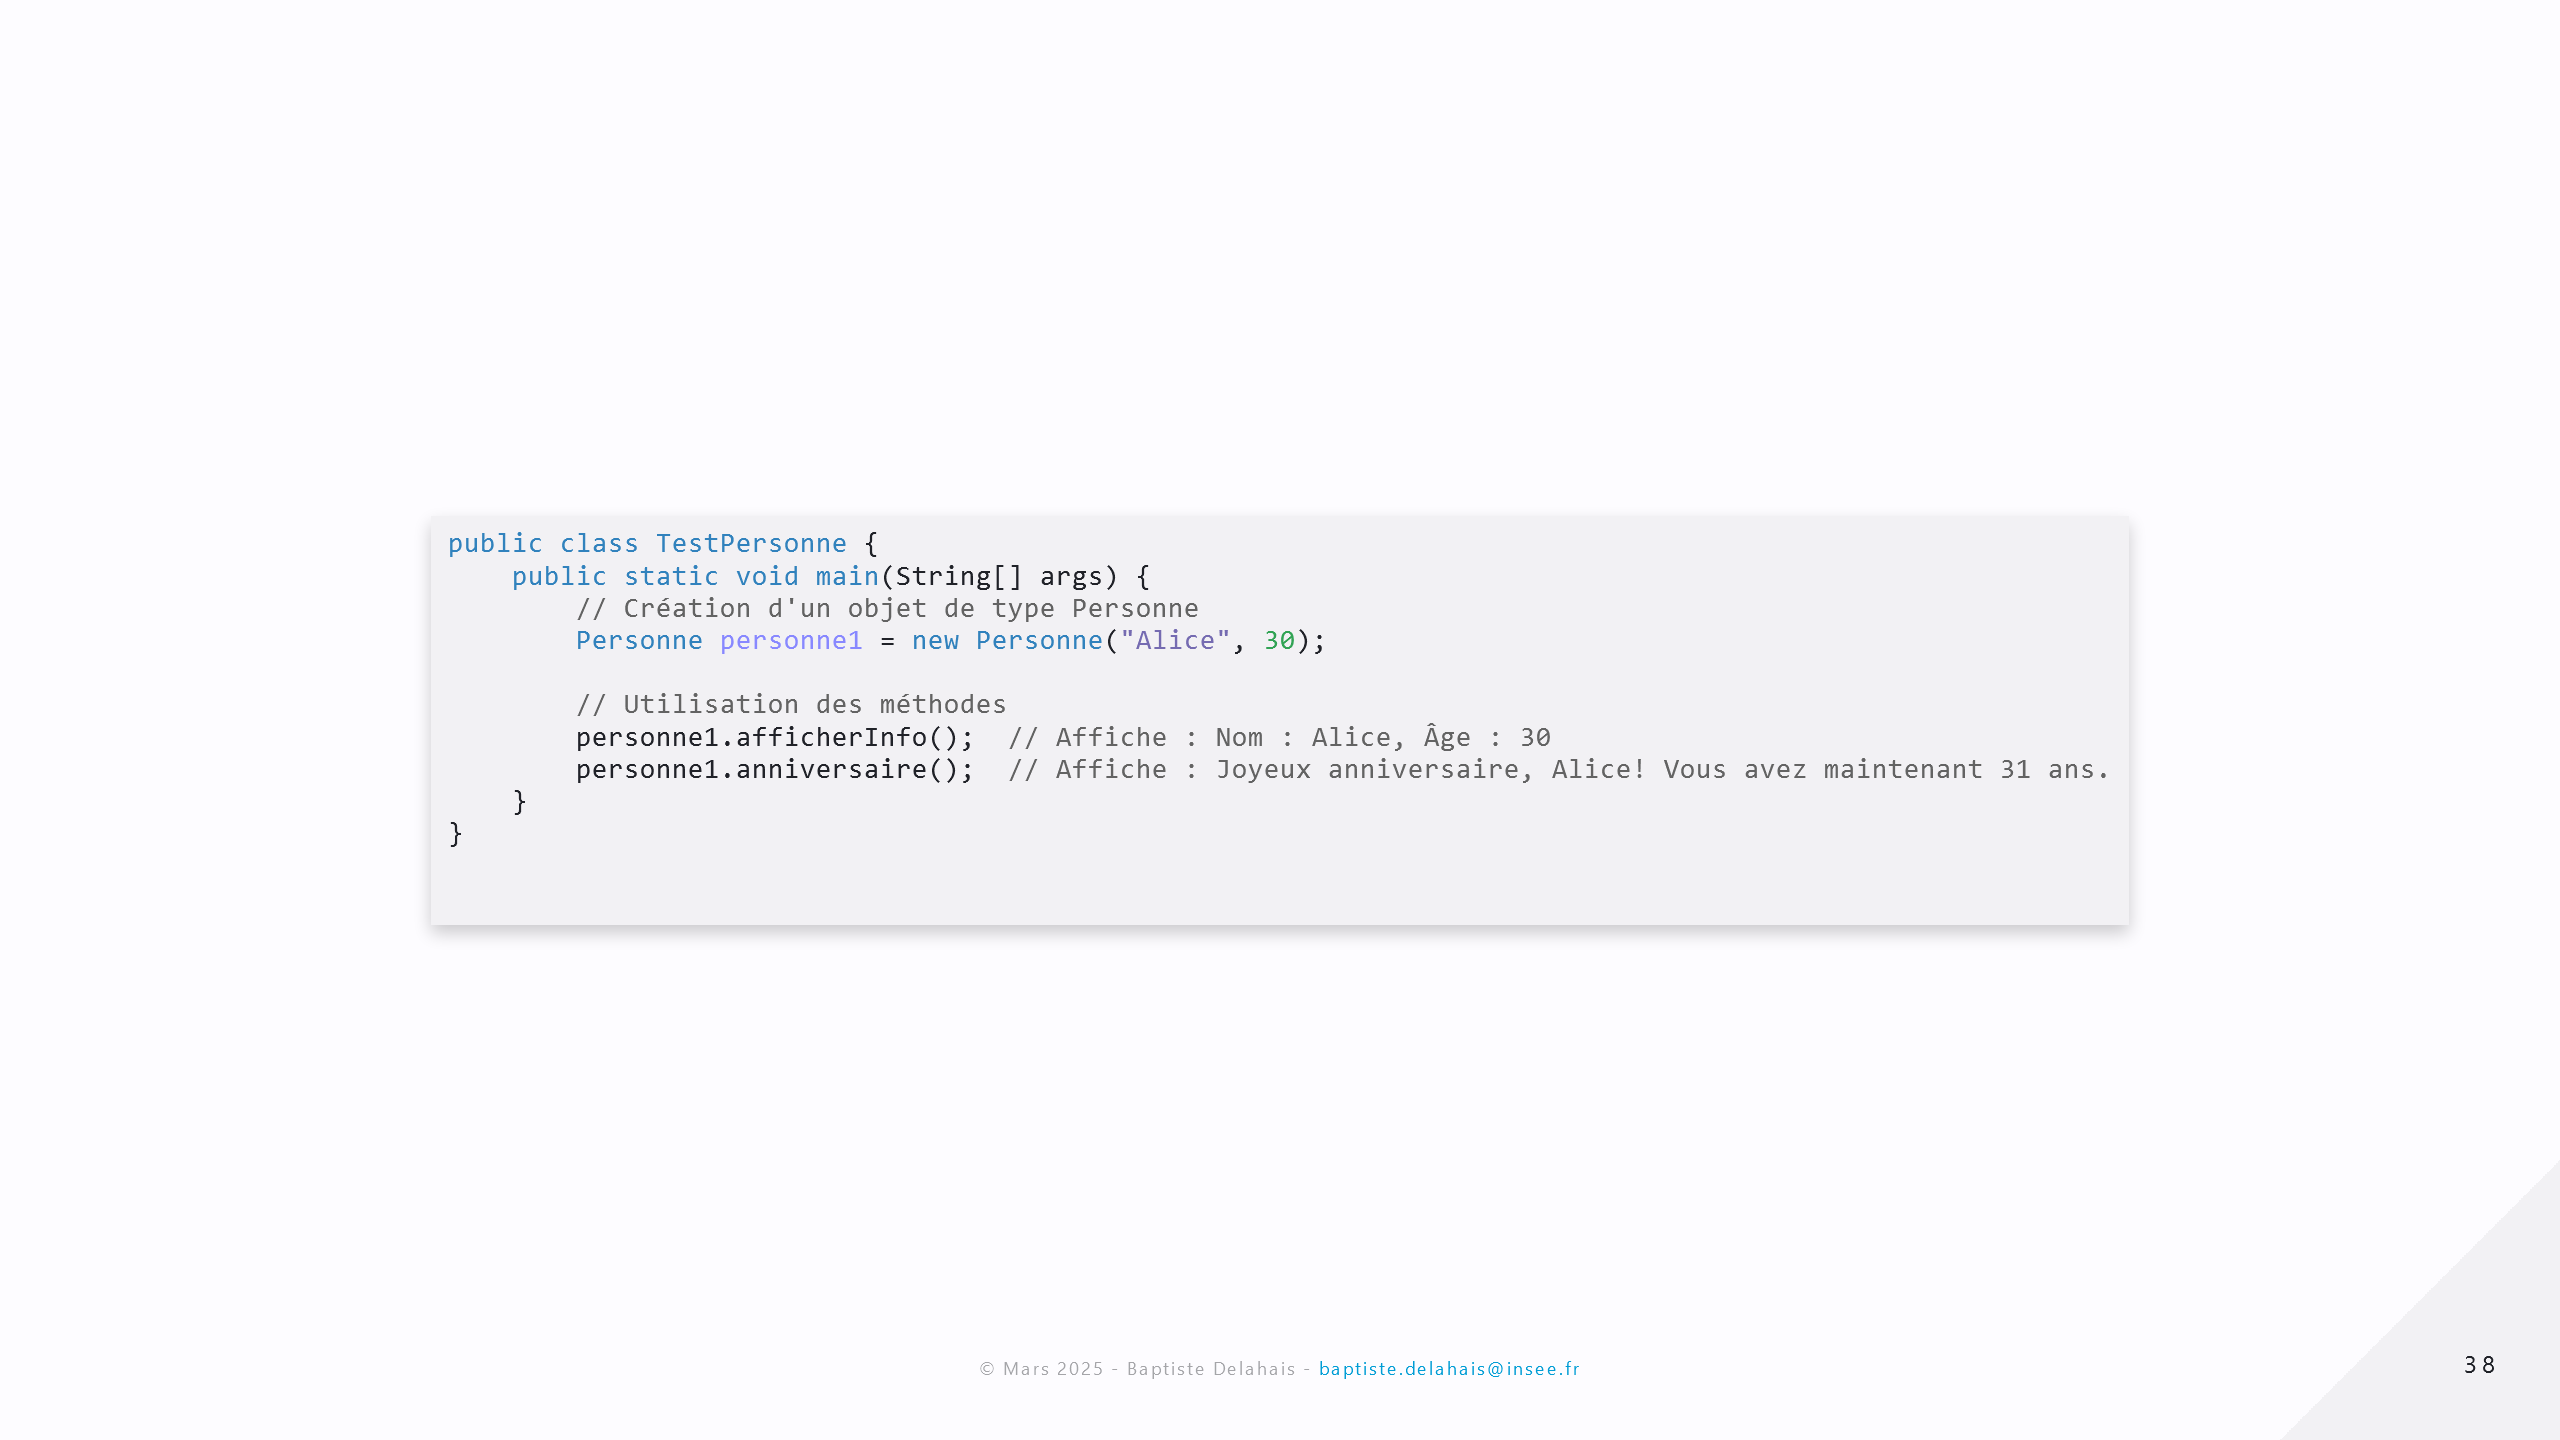 public class TestPersonne {
    public static void main(String[] args) {
        // Création d'un objet de type Personne
        Personne personne1 = new Personne("Alice", 30);

        // Utilisation des méthodes
        personne1.afficherInfo();  // Affiche : Nom : Alice, Âge : 30
        personne1.anniversaire();  // Affiche : Joyeux anniversaire, Alice! Vous avez maintenant 31 ans.
    }
}
© Mars 2025 - Baptiste Delahais - baptiste.delahais@insee.fr
38